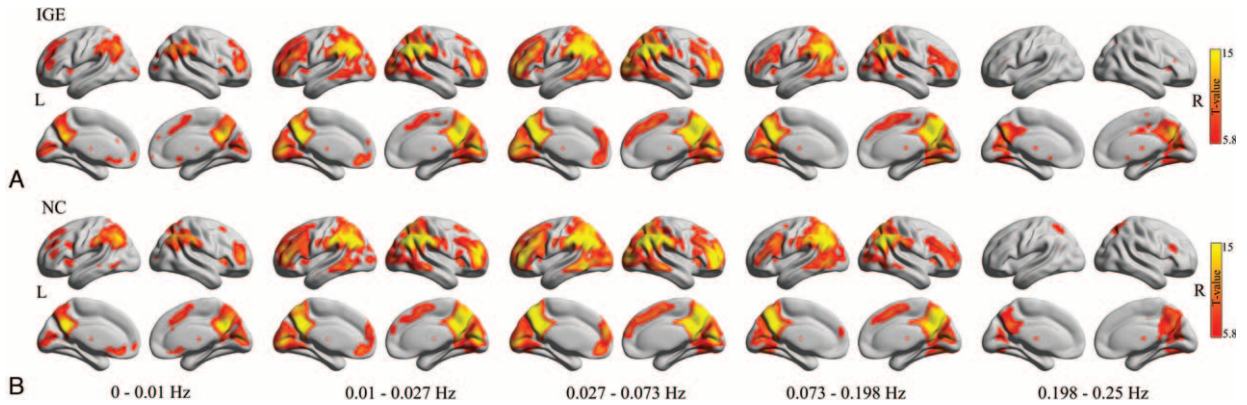 IGE
15
T-value
5.8
L
R
A
NC
15
T-value
5.8
L
R
B
0 - 0.01 Hz
0.01 - 0.027 Hz
0.027 - 0.073 Hz
0.073 - 0.198 Hz
0.198 - 0.25 Hz